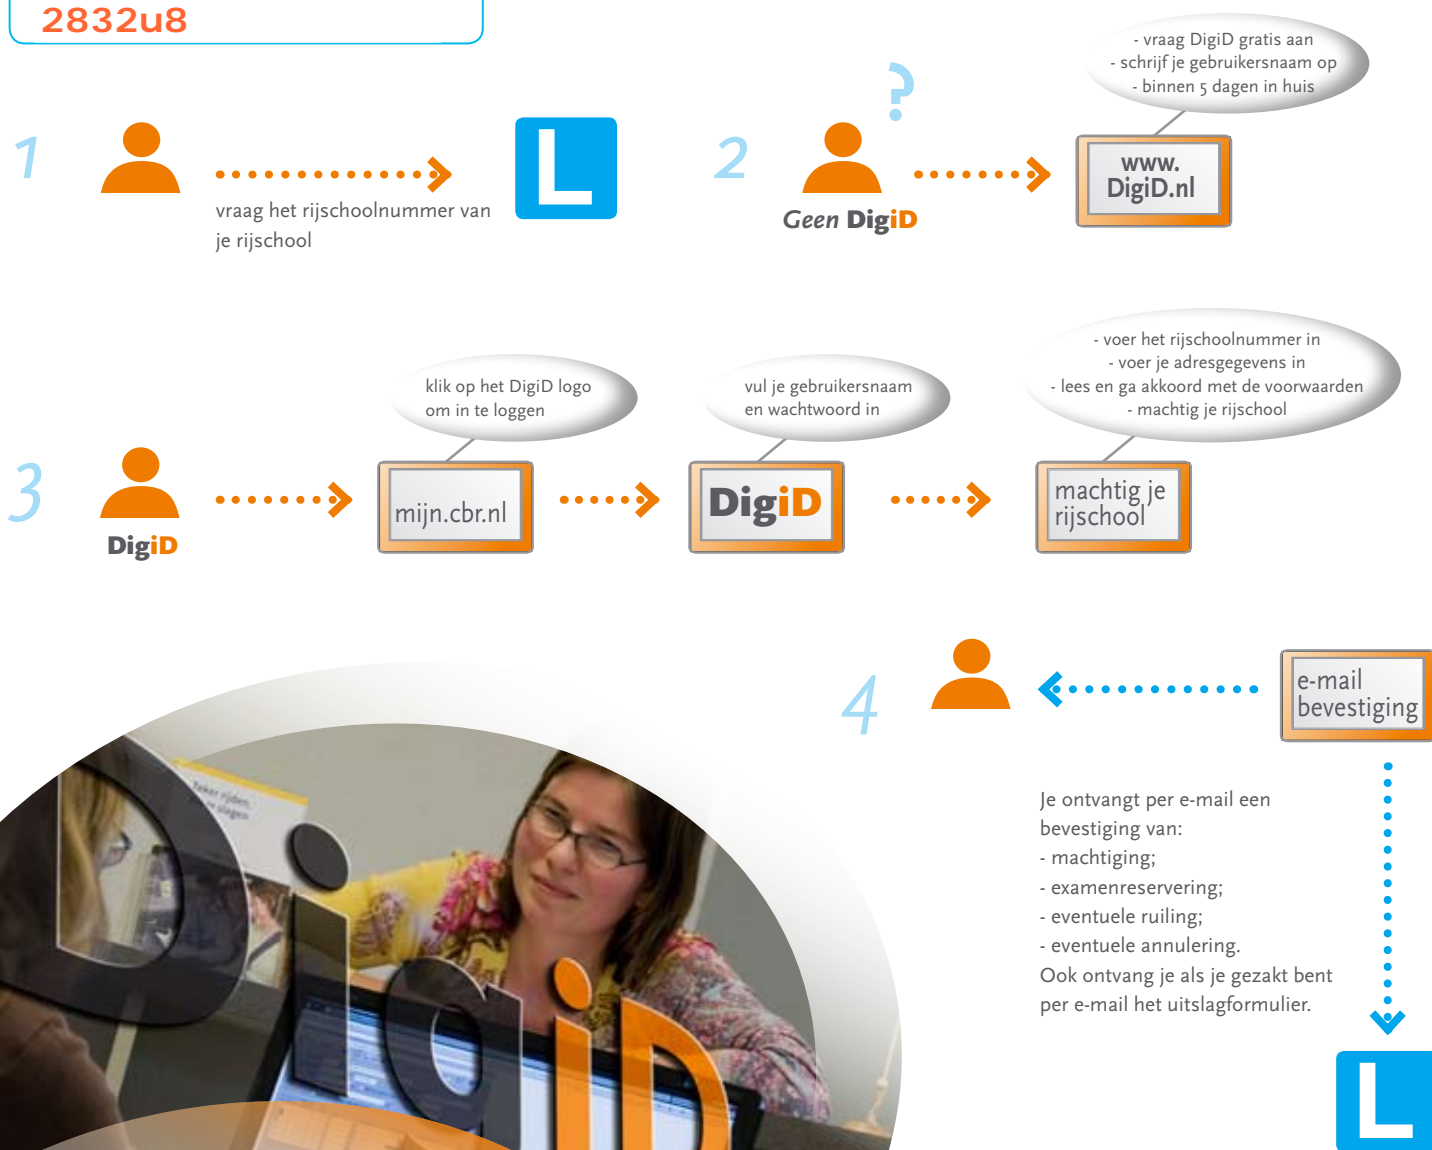 2832u8
1
L
vraag het rijschoolnummer van
je rijschool
2
?
Geen DigiD
- vraag DigiD gratis aan
- schrijf je gebruikersnaam op
- binnen 5 dagen in huis
www.
DigiD.nl
3
DigiD
klik op het DigiD logo
om in te loggen
mijn.cbr.nl
vul je gebruikersnaam
en wachtwoord in
DigiD
- voer het rijschoolnummer in
- voer je adresgegevens in
- lees en ga akkoord met de voorwaarden
- machtig je rijschool
machtig je
rijschool
4
e-mail
bevestiging
Je ontvangt per e-mail een
bevestiging van:
- machtiging;
- examenreservering;
- eventuele ruiling;
- eventuele annulering.
Ook ontvang je als je gezakt bent
per e-mail het uitslagformulier.
L
DigiD